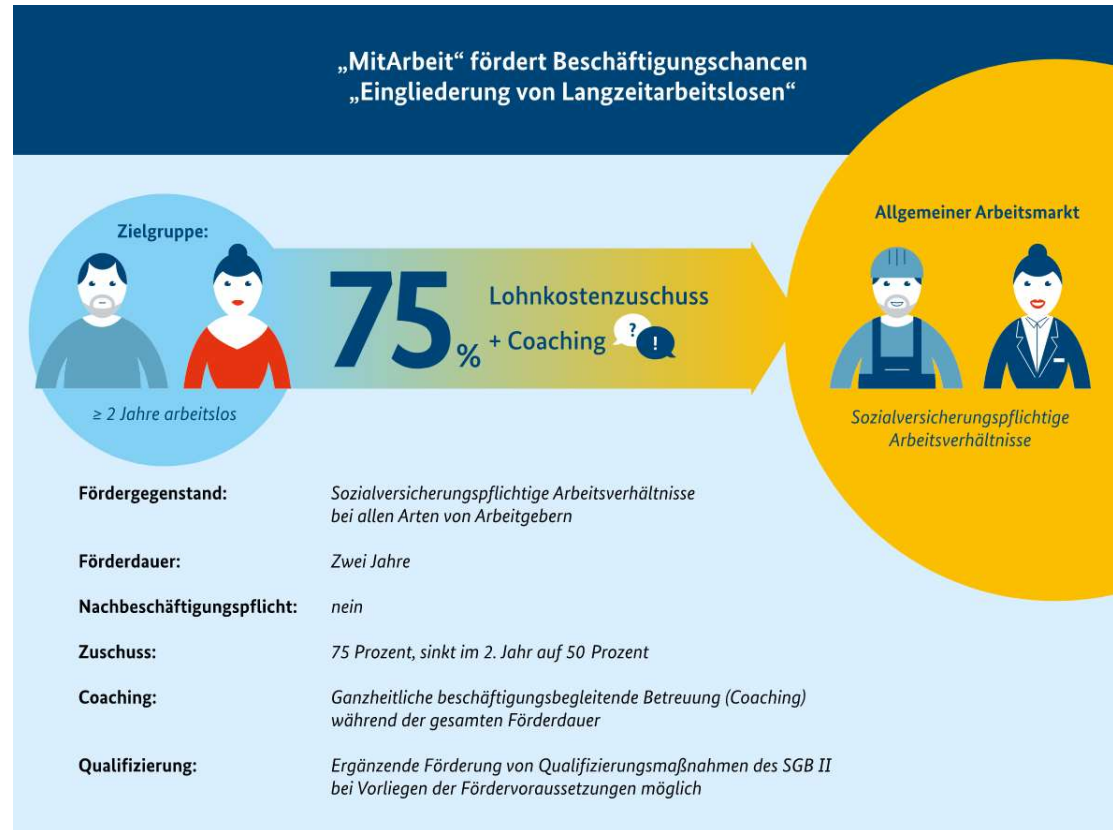 „MitArbeit“ fördert Beschäftigungschancen
„Eingliederung von Langzeitarbeitslosen“
Zielgruppe:
≥ 2 Jahre arbeitslos
75 %
Lohnkostenzuschuss
+ Coaching ? !
Allgemeiner Arbeitsmarkt
Sozialversicherungspflichtige
Arbeitsverhältnisse
Fördergegenstand: Sozialversicherungspflichtige Arbeitsverhältnisse
bei allen Arten von Arbeitgebern
Förderdauer: Zwei Jahre
Nachbeschäftigungspflicht: nein
Zuschuss: 75 Prozent, sinkt im 2. Jahr auf 50 Prozent
Coaching: Ganzheitliche beschäftigungsbegleitende Betreuung (Coaching)
während der gesamten Förderdauer
Qualifizierung: Ergänzende Förderung von Qualifizierungsmaßnahmen des SGB II
bei Vorliegen der Fördervoraussetzungen möglich